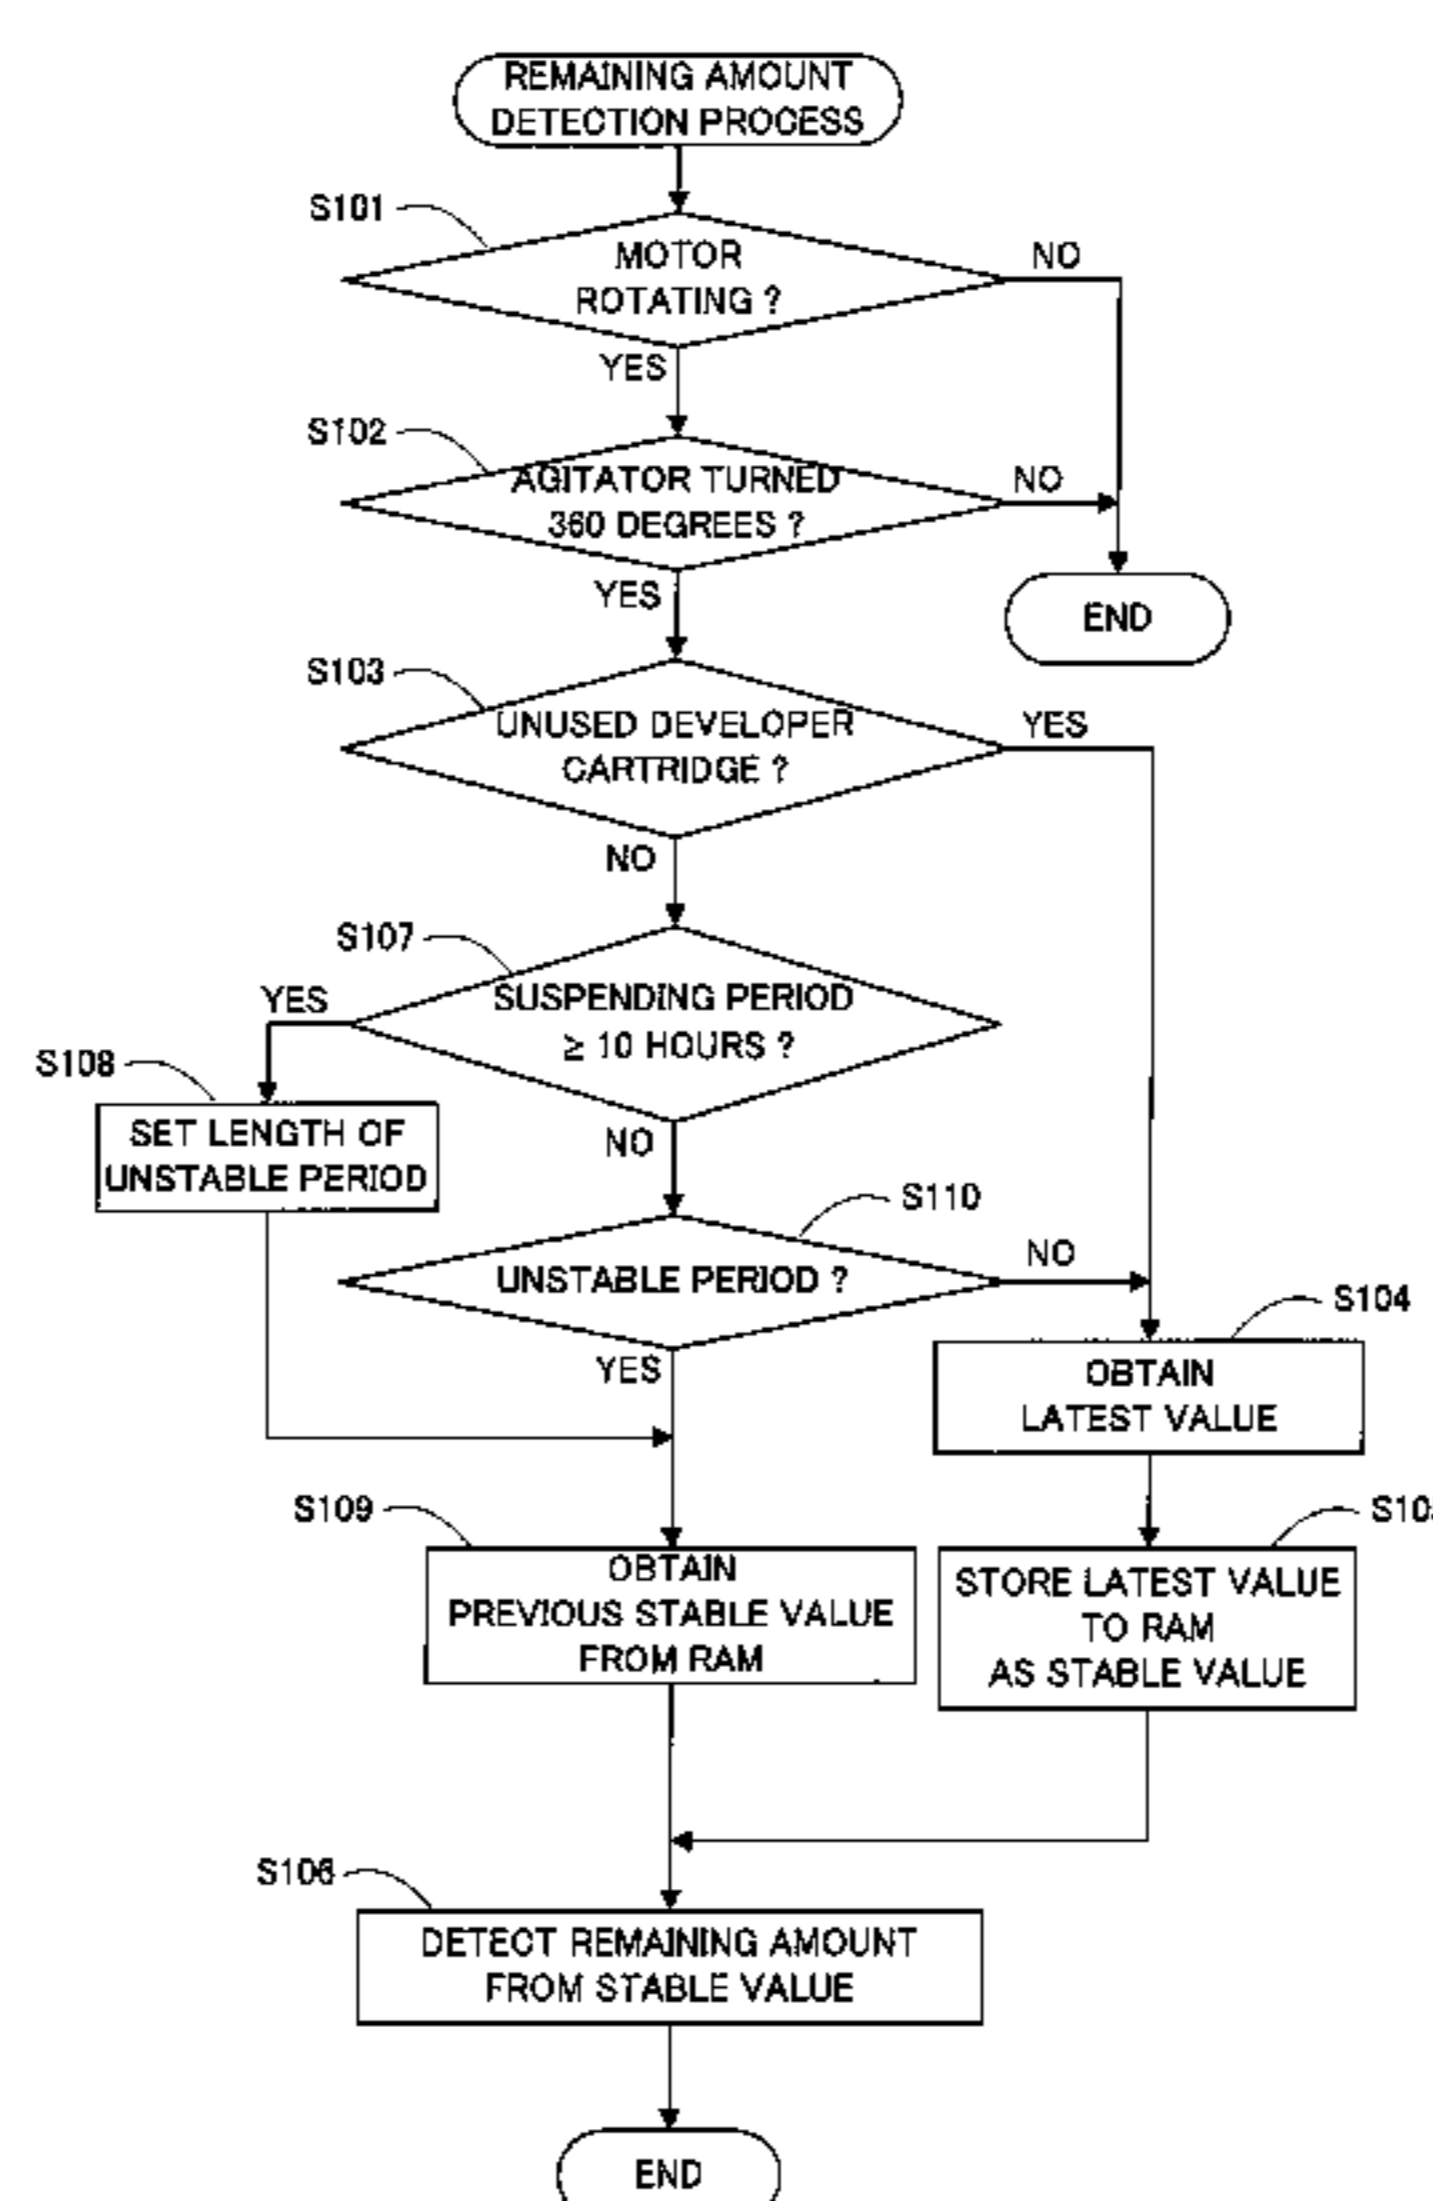 REMAINING AMOUNT
DETECTION PROCESS
S101
MOTOR
ROTATING ?
NO
YES
S102
AGITATOR TURNED
360 DEGREES ?
NO
YES
END
S103
UNUSED DEVELOPER
CARTRIDGE ?
YES
NO
S107
SUSPENDING PERIOD
≥ 10 HOURS ?
YES
NO
S108
SET LENGTH OF
UNSTABLE PERIOD
S110
UNSTABLE PERIOD ?
NO
YES
S104
OBTAIN
LATEST VALUE
S109
OBTAIN
PREVIOUS STABLE VALUE
FROM RAM
STORE LATEST VALUE
TO RAM
AS STABLE VALUE
S106
DETECT REMAINING AMOUNT
FROM STABLE VALUE
END